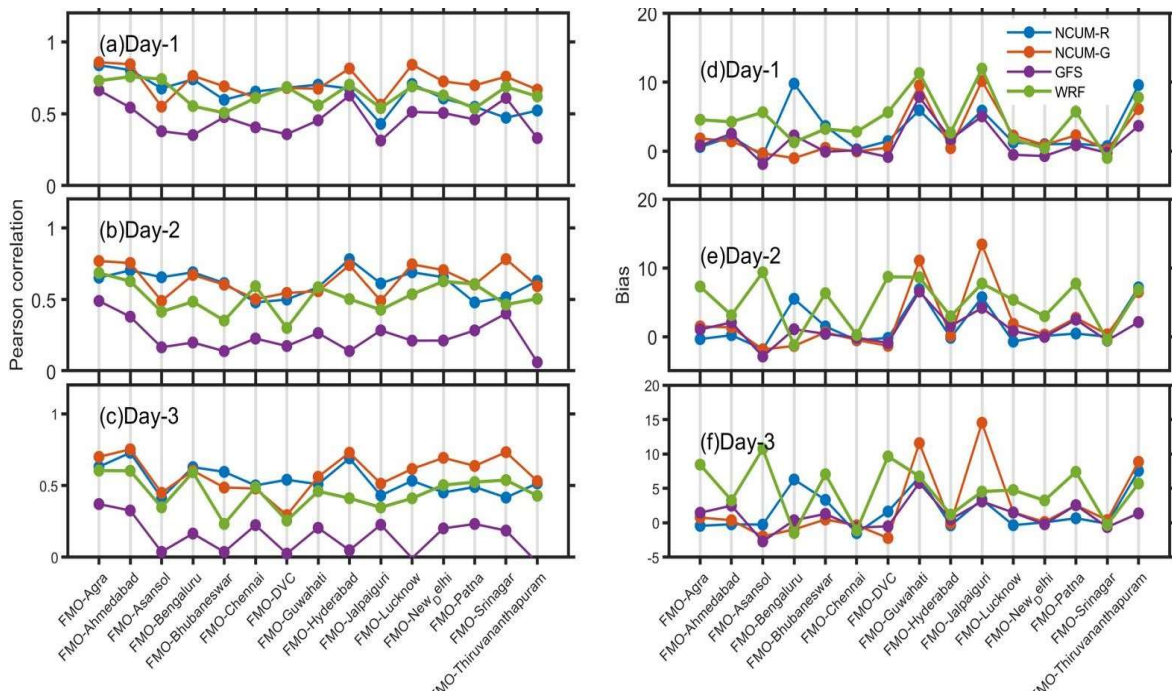 Pearson correlation
(a)Day-1
1
0.5
0
(b)Day-2
1
0.5
0
(c)Day-3
1
0.5
0
FMO-Agra
FMO-Ahmedabad
FMO-Asansol
FMO-Bengaluru
FMO-Bhubaneswar
FMO-Chennai
FMO-DVC
FMO-Guwahati
FMO-Hyderabad
FMO-Jalpaiguri
FMO-Lucknow
FMO-New_Delhi
FMO-Patna
FMO-Srinagar
FMO-Thiruvananthapuram
Bias
(d)Day-1
NCUM-R
NCUM-G
GFS
WRF
20
10
0
(e)Day-2
20
10
0
(f)Day-3
20
15
10
5
0
-5
FMO-Agra
FMO-Ahmedabad
FMO-Asansol
FMO-Bengaluru
FMO-Bhubaneswar
FMO-Chennai
FMO-DVC
FMO-Guwahati
FMO-Hyderabad
FMO-Jalpaiguri
FMO-Lucknow
FMO-New_Delhi
FMO-Patna
FMO-Srinagar
FMO-Thiruvananthapuram